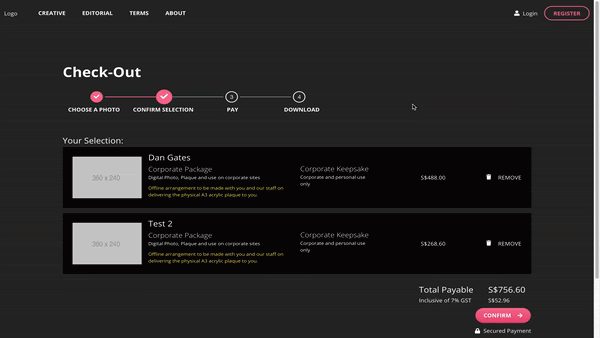 Logo CREATIVE EDITORIAL TERMS ABOUT Login REGISTER
Check-Out
3 4
CHOOSE A PHOTO CONFIRM SELECTION PAY DOWNLOAD
Your Selection:
360 x 240
Dan Gates
Corporate Package
Digital Photo, Plaque and use on corporate sites
Offline arrangement to be made with you and our staff on
delivering the physical A3 acrylic plaque to you.
Corporate Keepsake
Corporate and personal use
only
S$488.00
REMOVE
360 x 240
Test 2
Corporate Package
Digital Photo, Plaque and use on corporate sites
Offline arrangement to be made with you and our staff on
delivering the physical A3 acrylic plaque to you.
Corporate Keepsake
Corporate and personal use
only
S$268.60
REMOVE
Total Payable S$756.60
Inclusive of 7% GST S$52.96
CONFIRM
Secured Payment